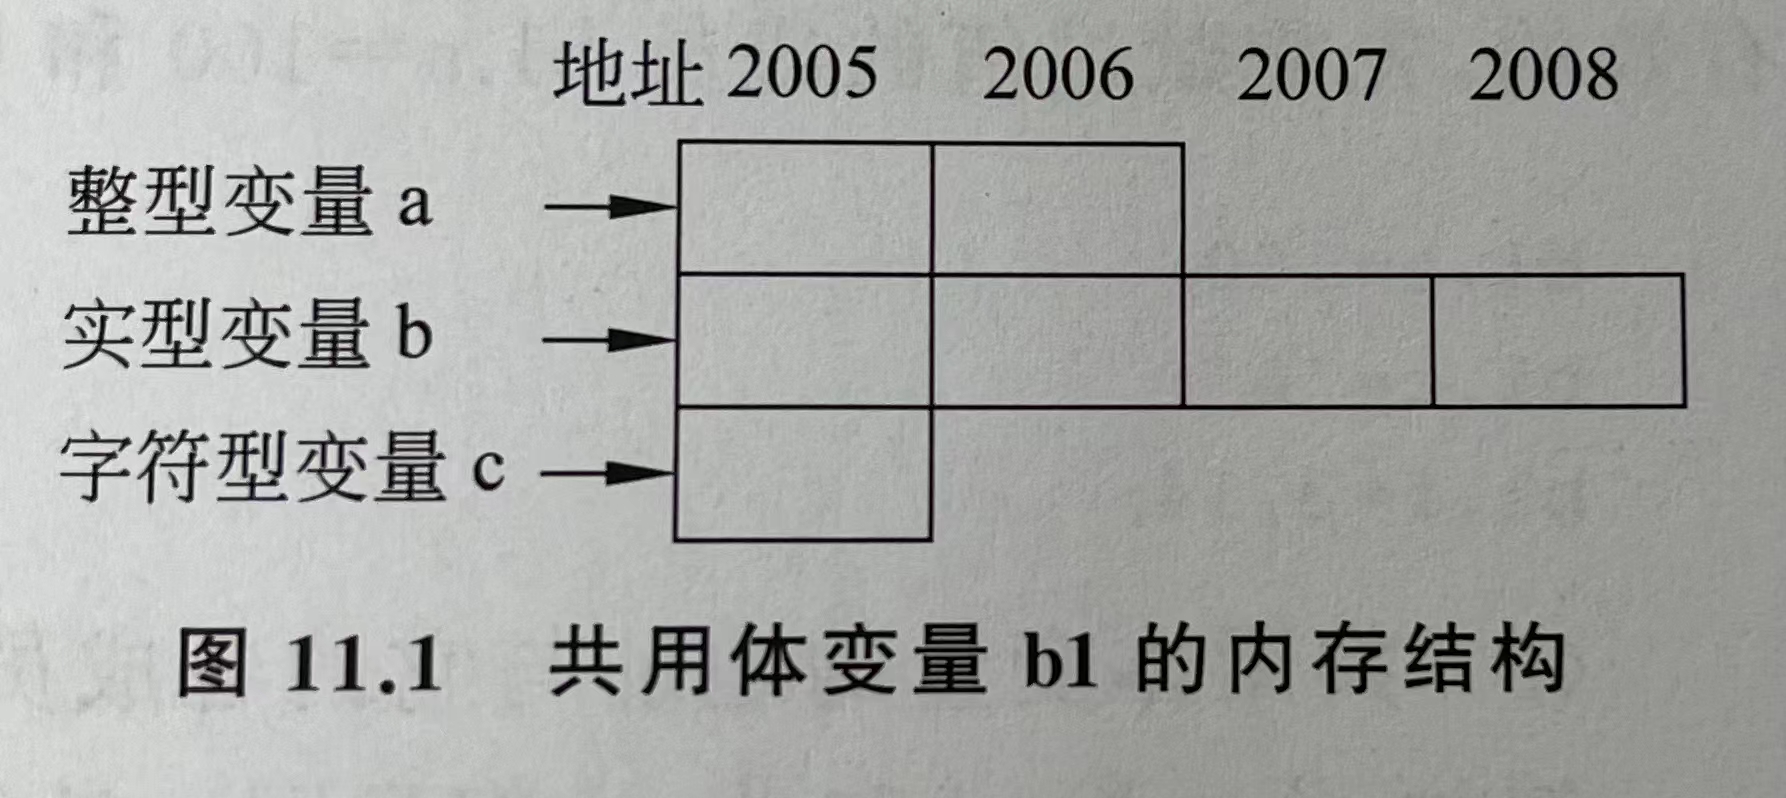 地址 2005 2006 2007 2008
整型变量 a
实型变量 b
字符型变量 c
图 11.1 共用体变量 b1 的内存结构